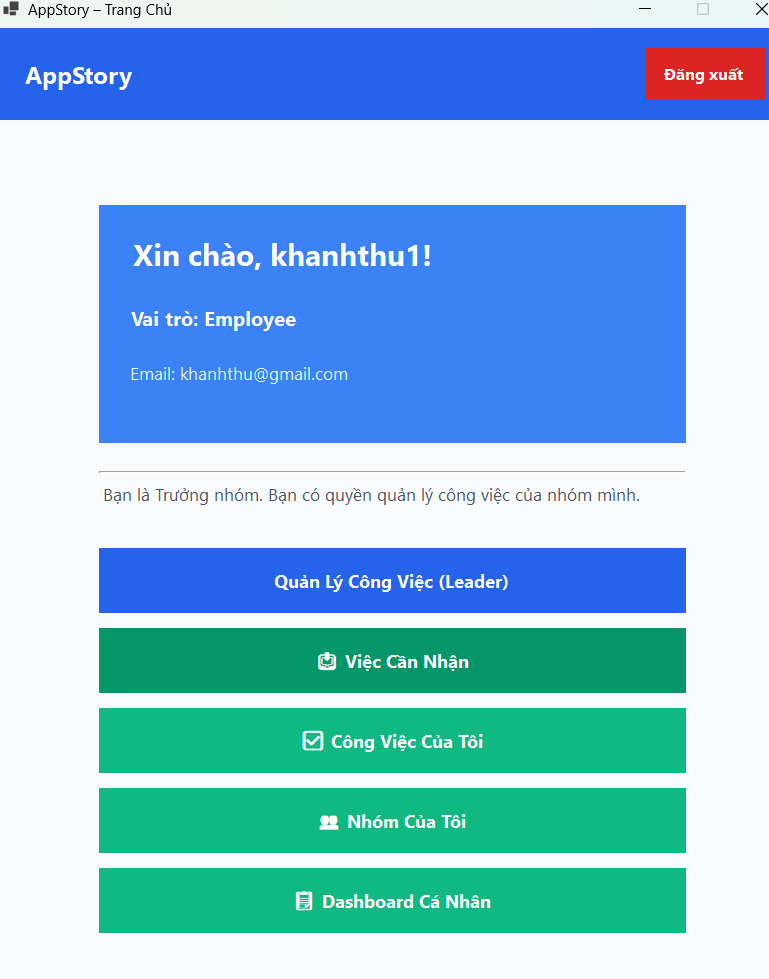 AppStory – Trang Chủ
AppStory
Đăng xuất
Xin chào, khanhthu1!
Vai trò: Employee
Email: khanhthu@gmail.com
Bạn là Trưởng nhóm. Bạn có quyền quản lý công việc của nhóm mình.
Quản Lý Công Việc (Leader)
Việc Cần Nhận
Công Việc Của Tôi
Nhóm Của Tôi
Dashboard Cá Nhân